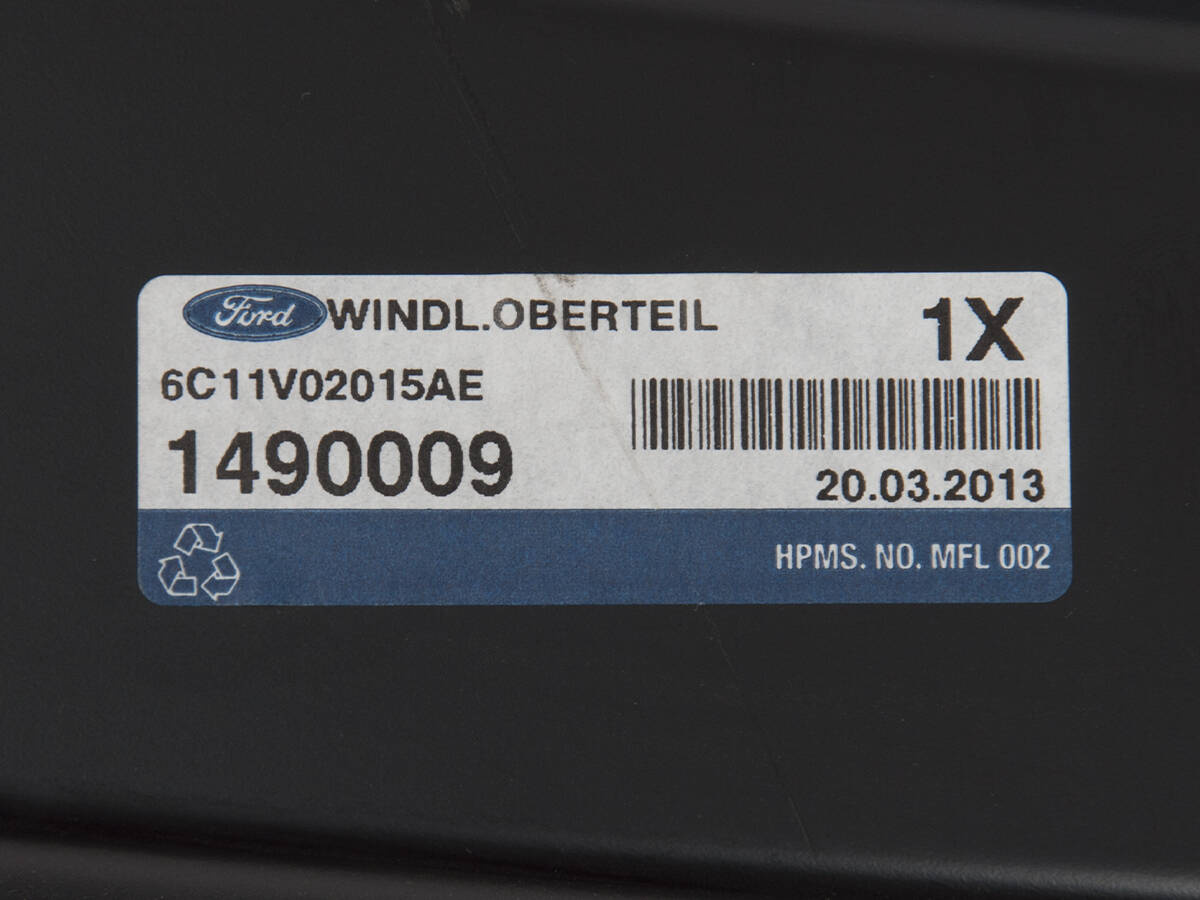 Ford WINDL.OBERTEIL 1X
6C11V02015AE
1490009
20.03.2013
HPMS. NO. MFL 002